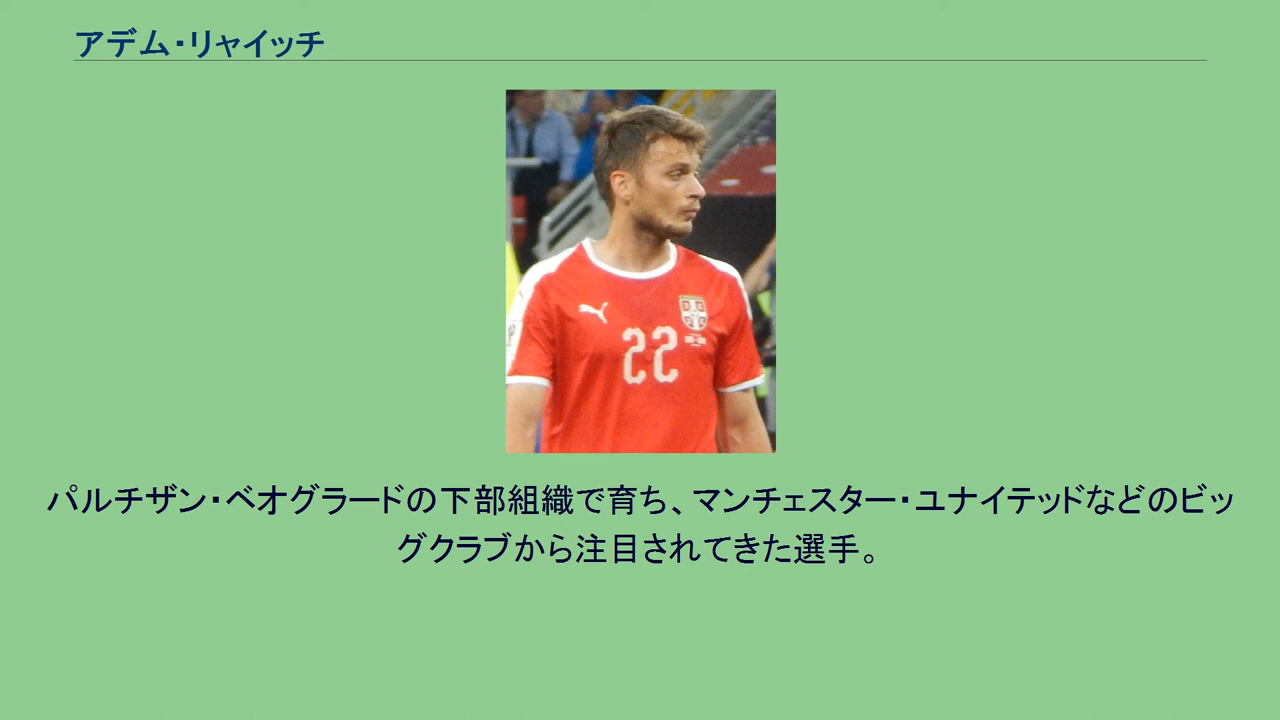 アデム・リャイッチ
22
パルチザン・ベオグラードの下部組織で育ち、マンチェスター・ユナイテッドなどのビッ
グクラブから注目されてきた選手。